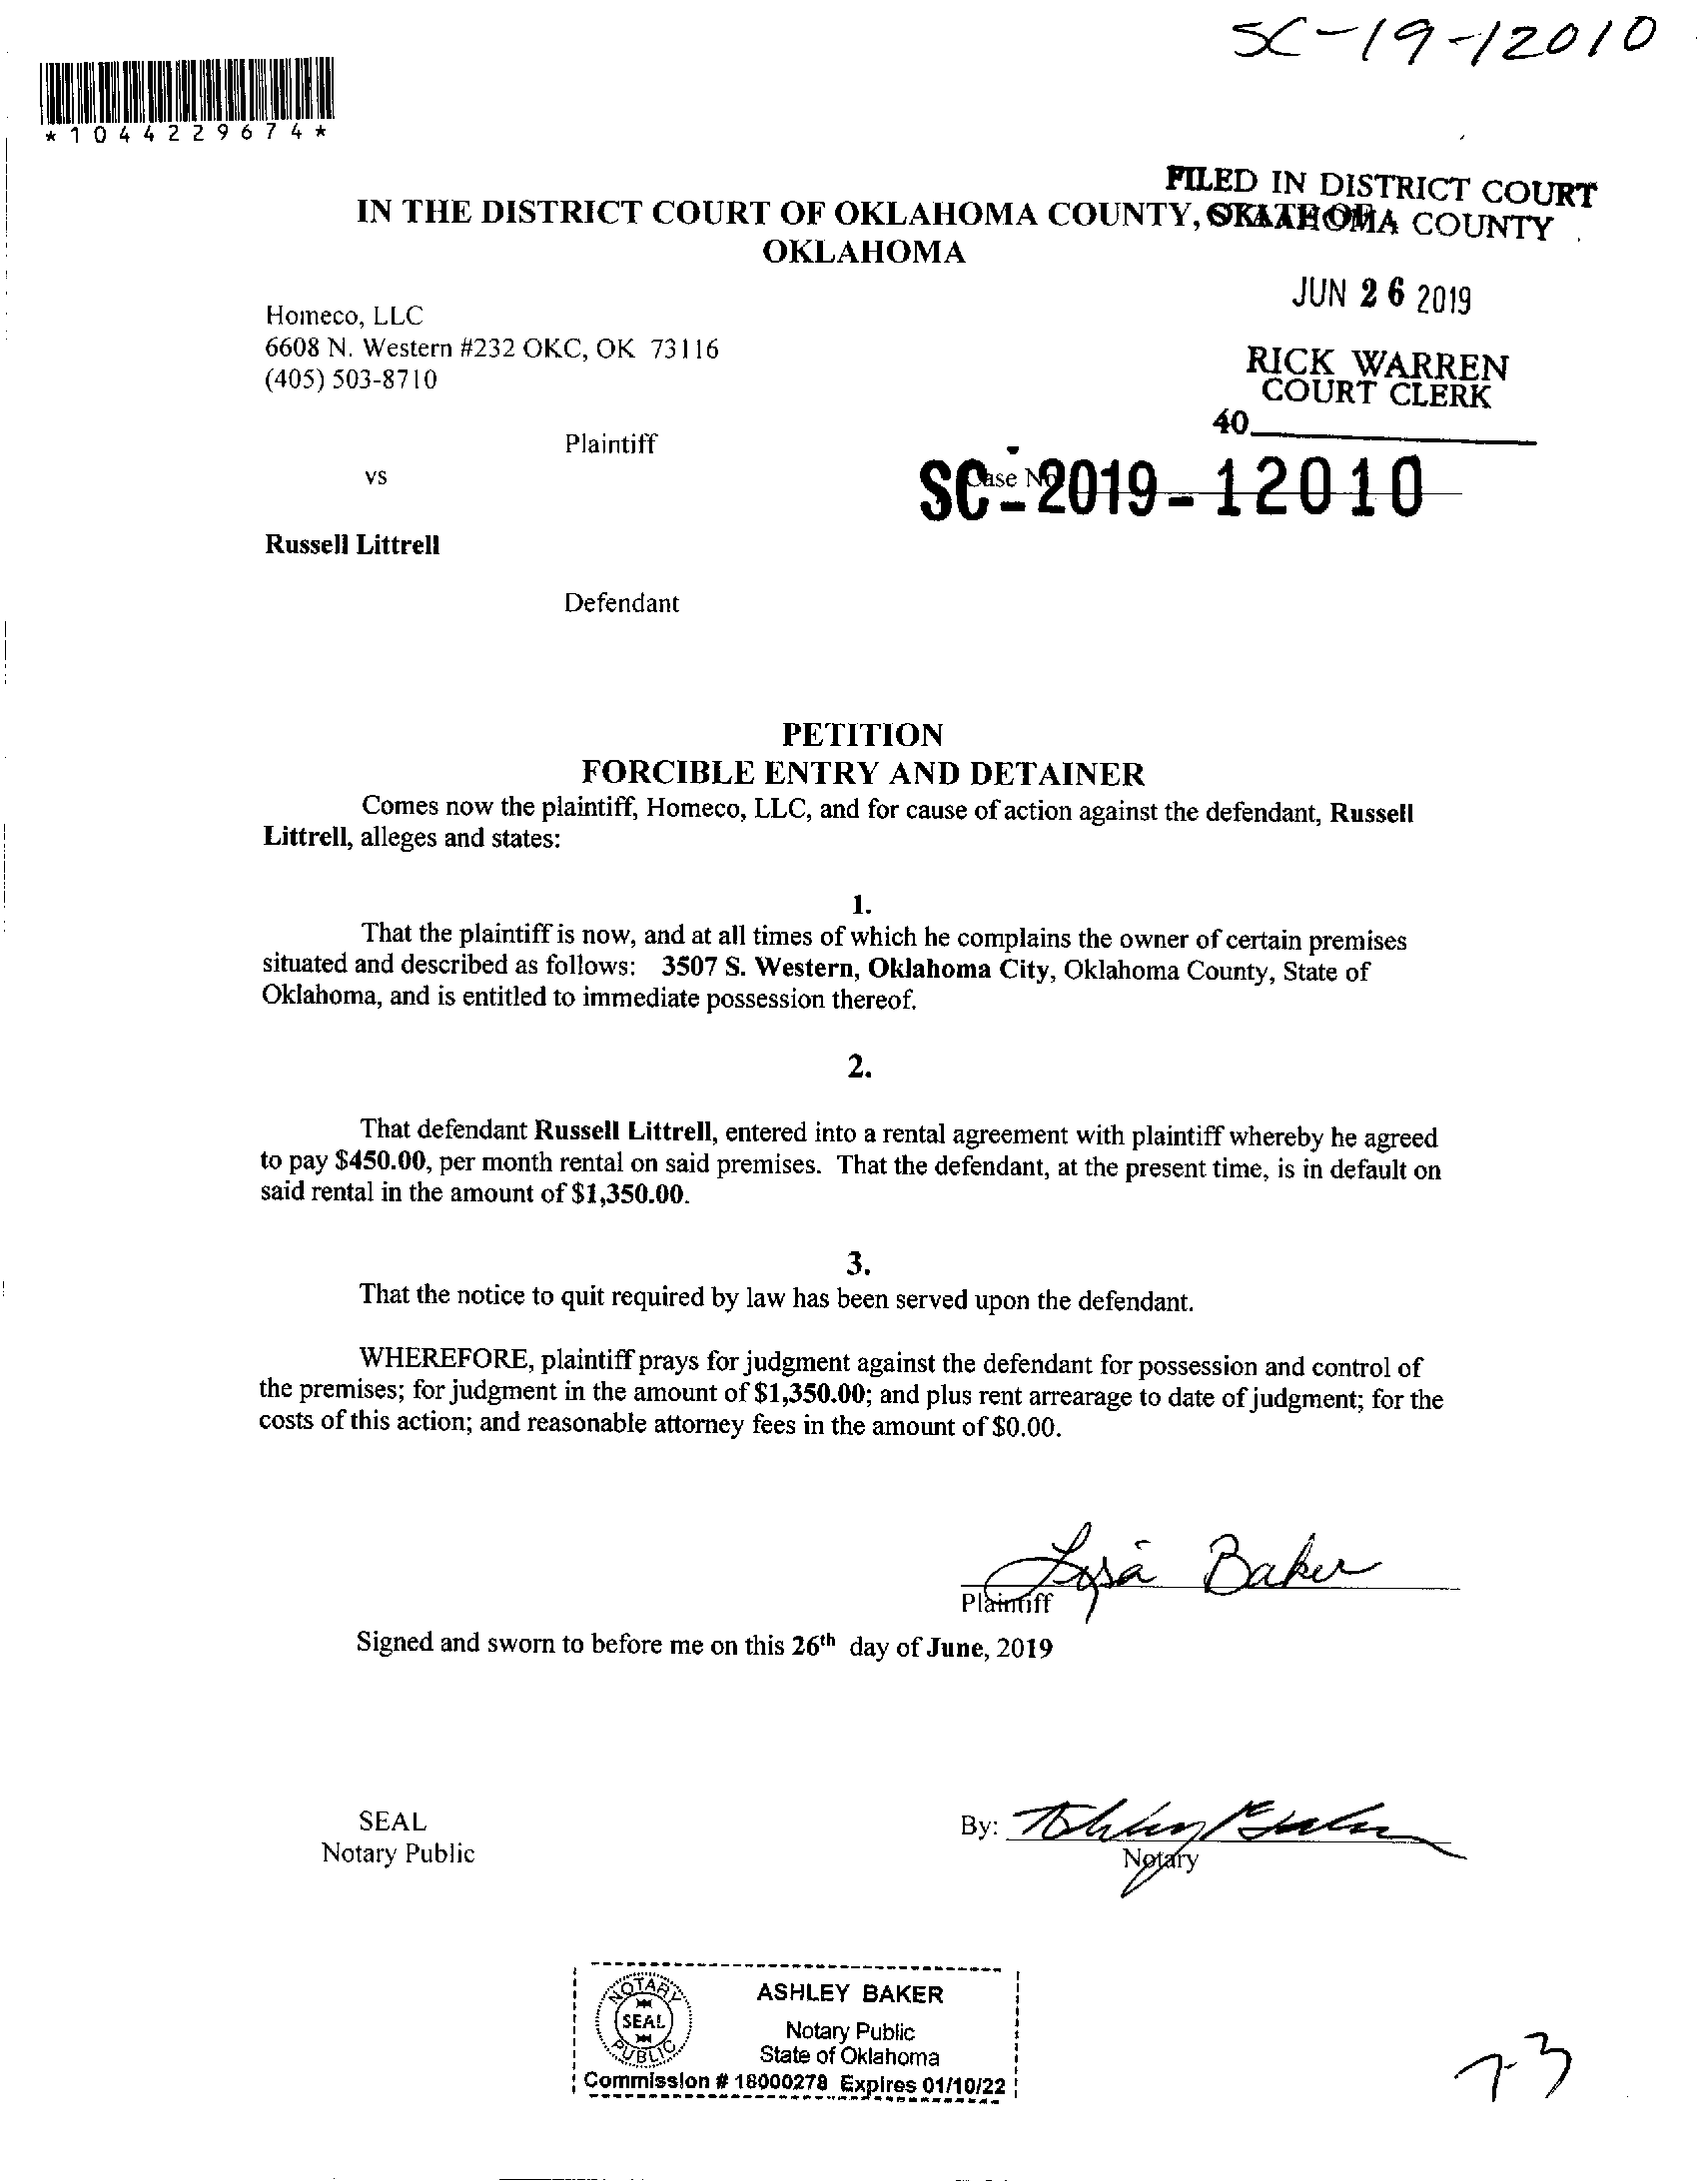 SC-19-12010
*1044229674*
FILED IN DISTRICT COURT
OKLAHOMA COUNTY
IN THE DISTRICT COURT OF OKLAHOMA COUNTY, STATE OF
OKLAHOMA
JUN 26 2019
Homeco, LLC
6608 N. Western #232 OKC, OK 73116
(405) 503-8710
RICK WARREN
COURT CLERK
40
Plaintiff
vs
Case No.
SC-2019-12010
Russell Littrell
Defendant
PETITION
FORCIBLE ENTRY AND DETAINER
Comes now the plaintiff, Homeco, LLC, and for cause of action against the defendant, Russell
Littrell, alleges and states:
1.
That the plaintiff is now, and at all times of which he complains the owner of certain premises
situated and described as follows: 3507 S. Western, Oklahoma City, Oklahoma County, State of
Oklahoma, and is entitled to immediate possession thereof.
2.
That defendant Russell Littrell, entered into a rental agreement with plaintiff whereby he agreed
to pay $450.00, per month rental on said premises. That the defendant, at the present time, is in default on
said rental in the amount of $1,350.00.
3.
That the notice to quit required by law has been served upon the defendant.
WHEREFORE, plaintiff prays for judgment against the defendant for possession and control of
the premises; for judgment in the amount of $1,350.00; and plus rent arrearage to date of judgment; for the
costs of this action; and reasonable attorney fees in the amount of $0.00.
Baker
Plaintiff
Signed and sworn to before me on this 26th day of June, 2019
SEAL
Notary Public
By: Ashley Baker
Notary
NOTARY
SEAL
PUBLIC
ASHLEY BAKER
Notary Public
State of Oklahoma
Commission # 18000278 Expires 01/10/22
7-3